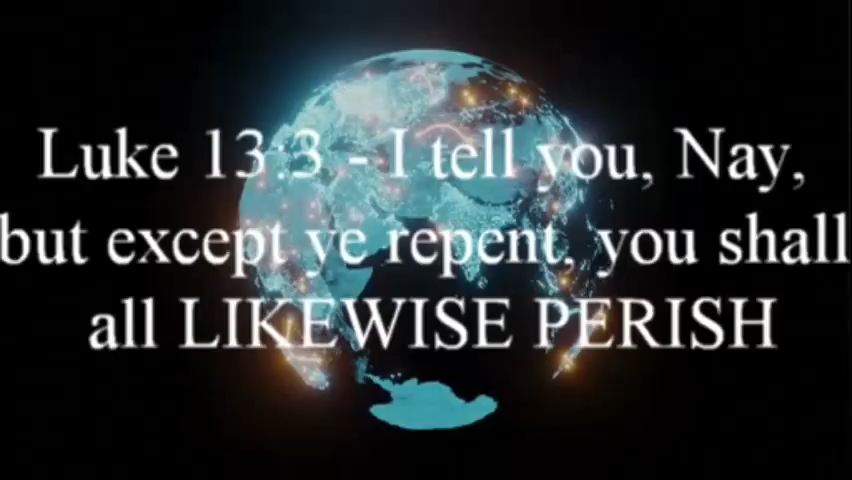 Luke 13:3 - I tell you, Nay,
but except ye repent, you shall
all LIKEWISE PERISH